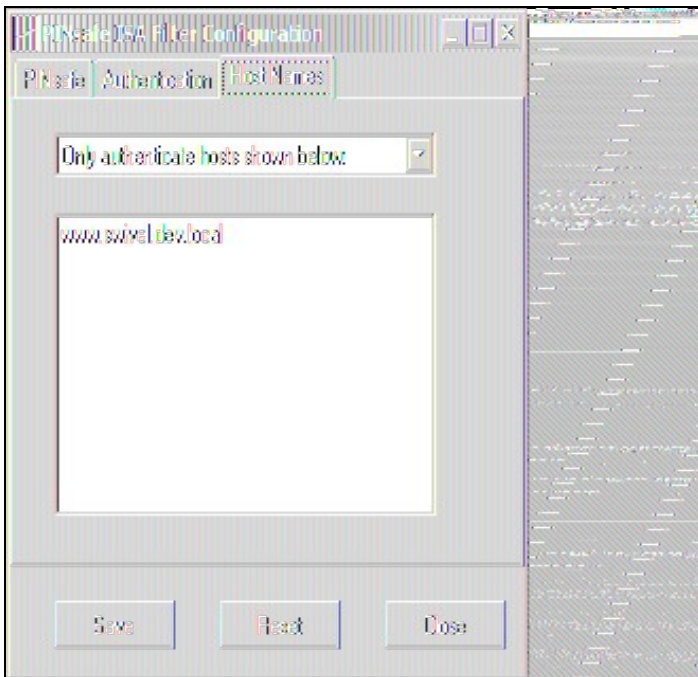 PINsafe ISA Filter Configuration
PINsafe Authentication Host Names
Only authenticate hosts shown below:
www.swivel.dev.local
Save Reset Close